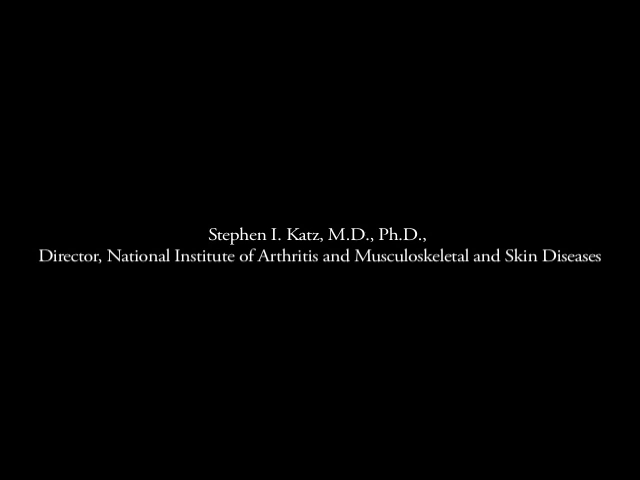 Stephen I. Katz, M.D., Ph.D.,
Director, National Institute of Arthritis and Musculoskeletal and Skin Diseases